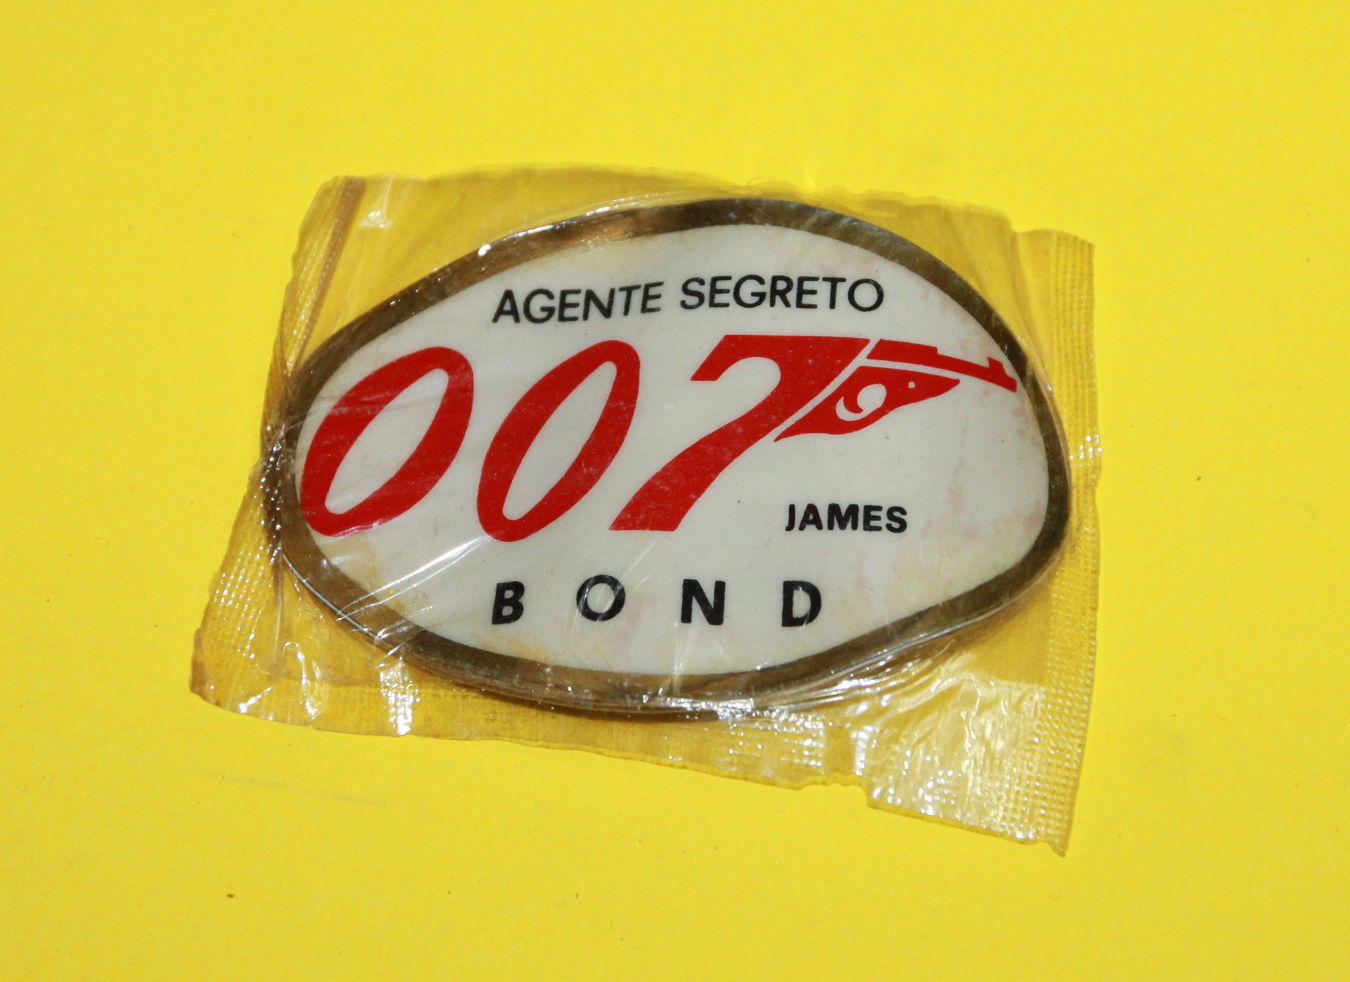 AGENTE SEGRETO
007
JAMES
BOND